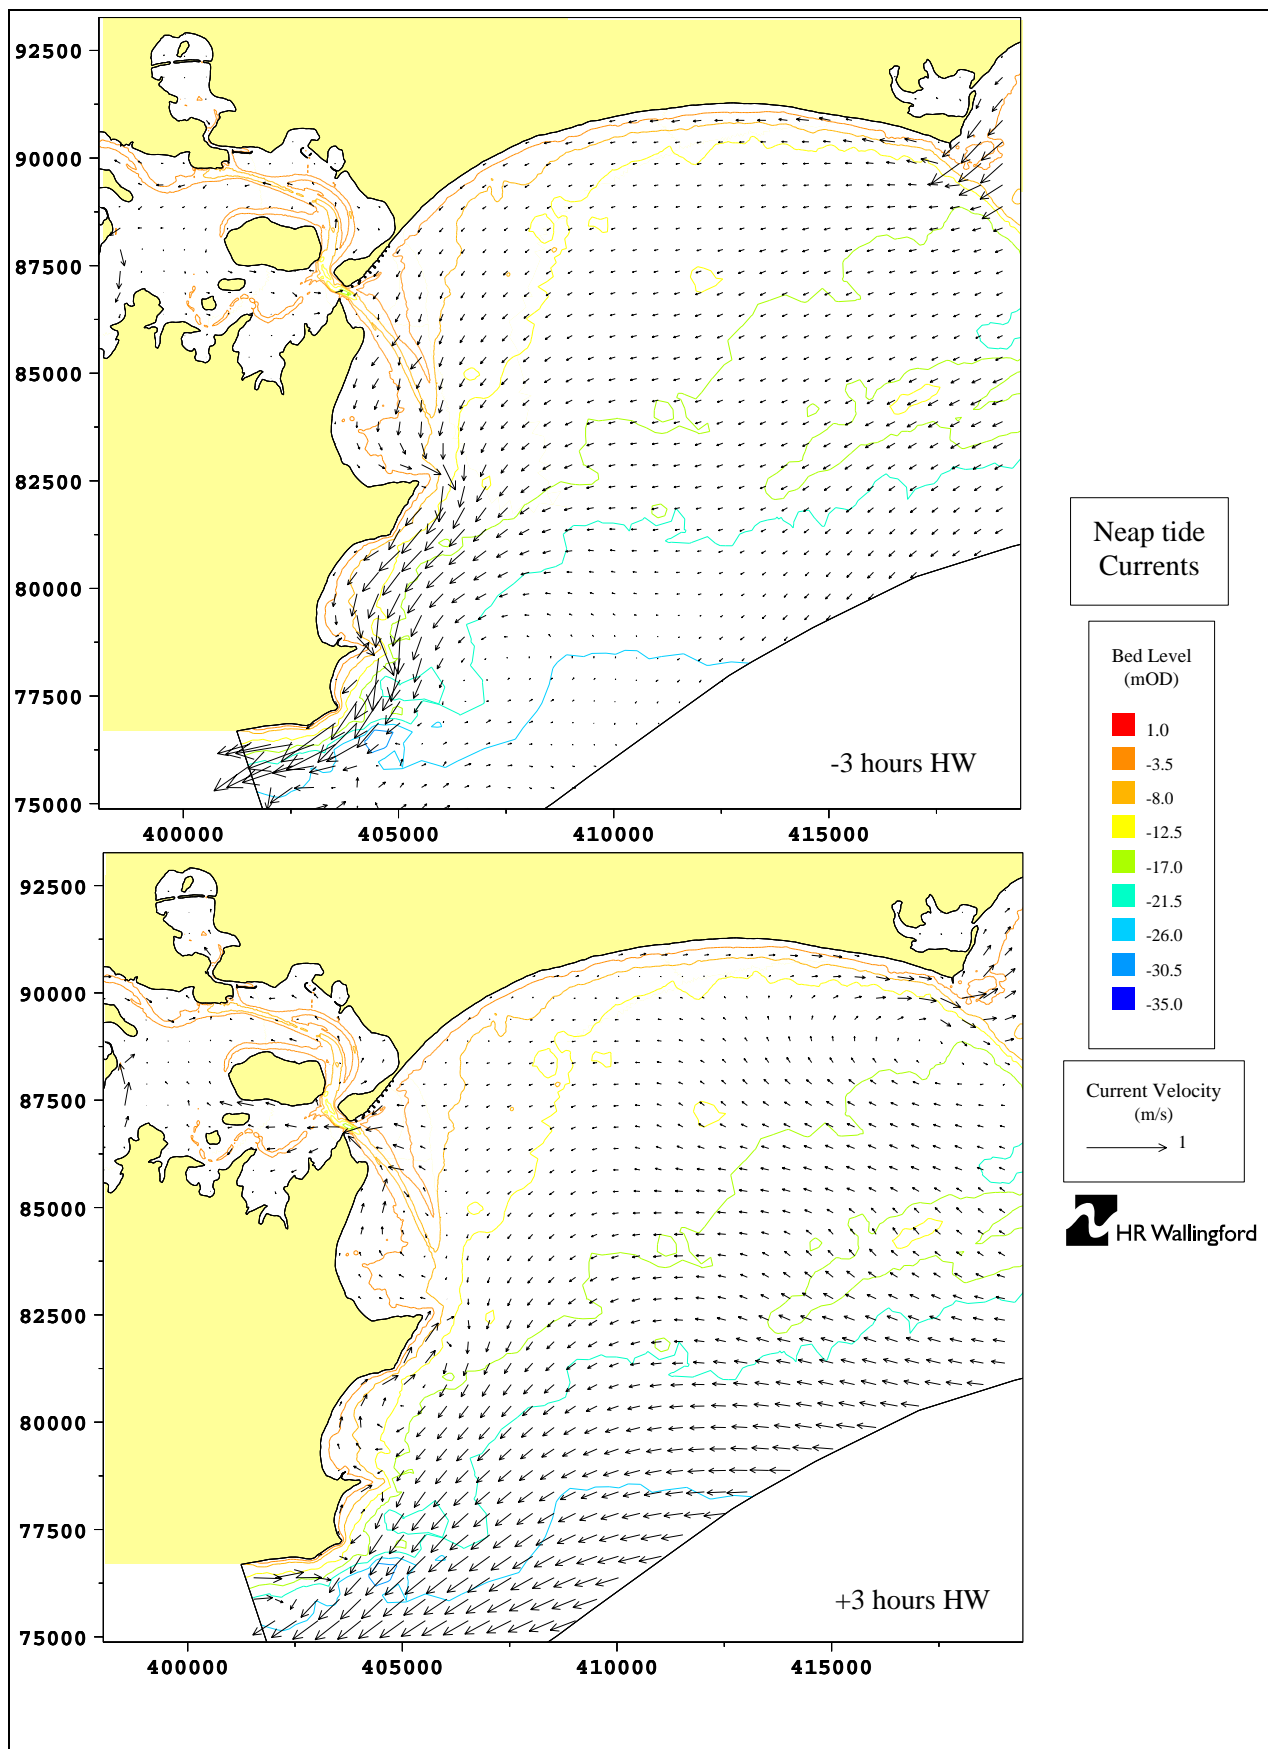 92500
90000
87500
85000
82500
80000
77500
75000
400000 405000 410000 415000
-3 hours HW
92500
90000
87500
85000
82500
80000
77500
75000
400000 405000 410000 415000
+3 hours HW
Neap tide
Currents
Bed Level
(mOD)
1.0
-3.5
-8.0
-12.5
-17.0
-21.5
-26.0
-30.5
-35.0
Current Velocity
(m/s)
1
HR Wallingford